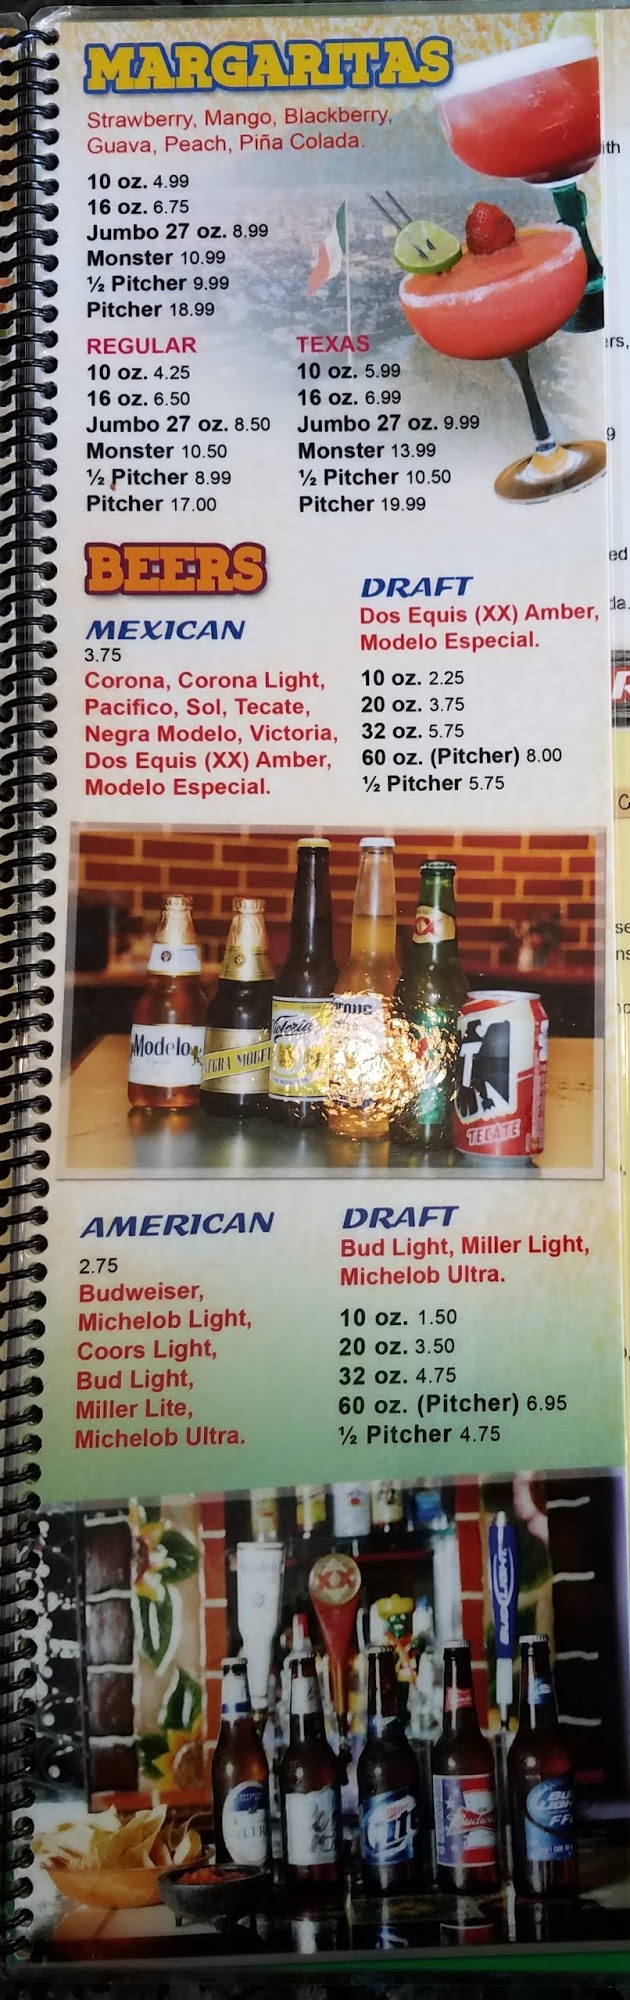 MARGARITAS
Strawberry, Mango, Blackberry,
Guava, Peach, Piña Colada.
10 oz. 4.99
16 oz. 6.75
Jumbo 27 oz. 8.99
Monster 10.99
½ Pitcher 9.99
Pitcher 18.99
REGULAR
10 oz. 4.25
16 oz. 6.50
Jumbo 27 oz. 8.50
Monster 10.50
½ Pitcher 8.99
Pitcher 17.00
TEXAS
10 oz. 5.99
16 oz. 6.99
Jumbo 27 oz. 9.99
Monster 13.99
½ Pitcher 10.50
Pitcher 19.99
BEERS
MEXICAN
3.75
Corona, Corona Light,
Pacifico, Sol, Tecate,
Negra Modelo, Victoria,
Dos Equis (XX) Amber,
Modelo Especial.
DRAFT
Dos Equis (XX) Amber,
Modelo Especial.
10 oz. 2.25
20 oz. 3.75
32 oz. 5.75
60 oz. (Pitcher) 8.00
½ Pitcher 5.75
Modelo
Victoria
XX
TECATE
AMERICAN
2.75
Budweiser,
Michelob Light,
Coors Light,
Bud Light,
Miller Lite,
Michelob Ultra.
DRAFT
Bud Light, Miller Light,
Michelob Ultra.
10 oz. 1.50
20 oz. 3.50
32 oz. 4.75
60 oz. (Pitcher) 6.95
½ Pitcher 4.75
XX
BUD LIGHT
Lite
Budweiser
BUD
LIGHT